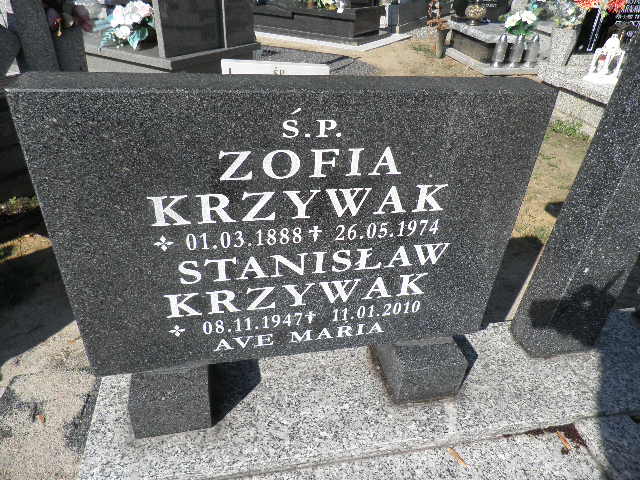 Ś.P.
ZOFIA
KRZYWAK
01.03.1888 † 26.05.1974
STANISŁAW
KRZYWAK
08.11.1947 † 11.01.2010
AVE MARIA